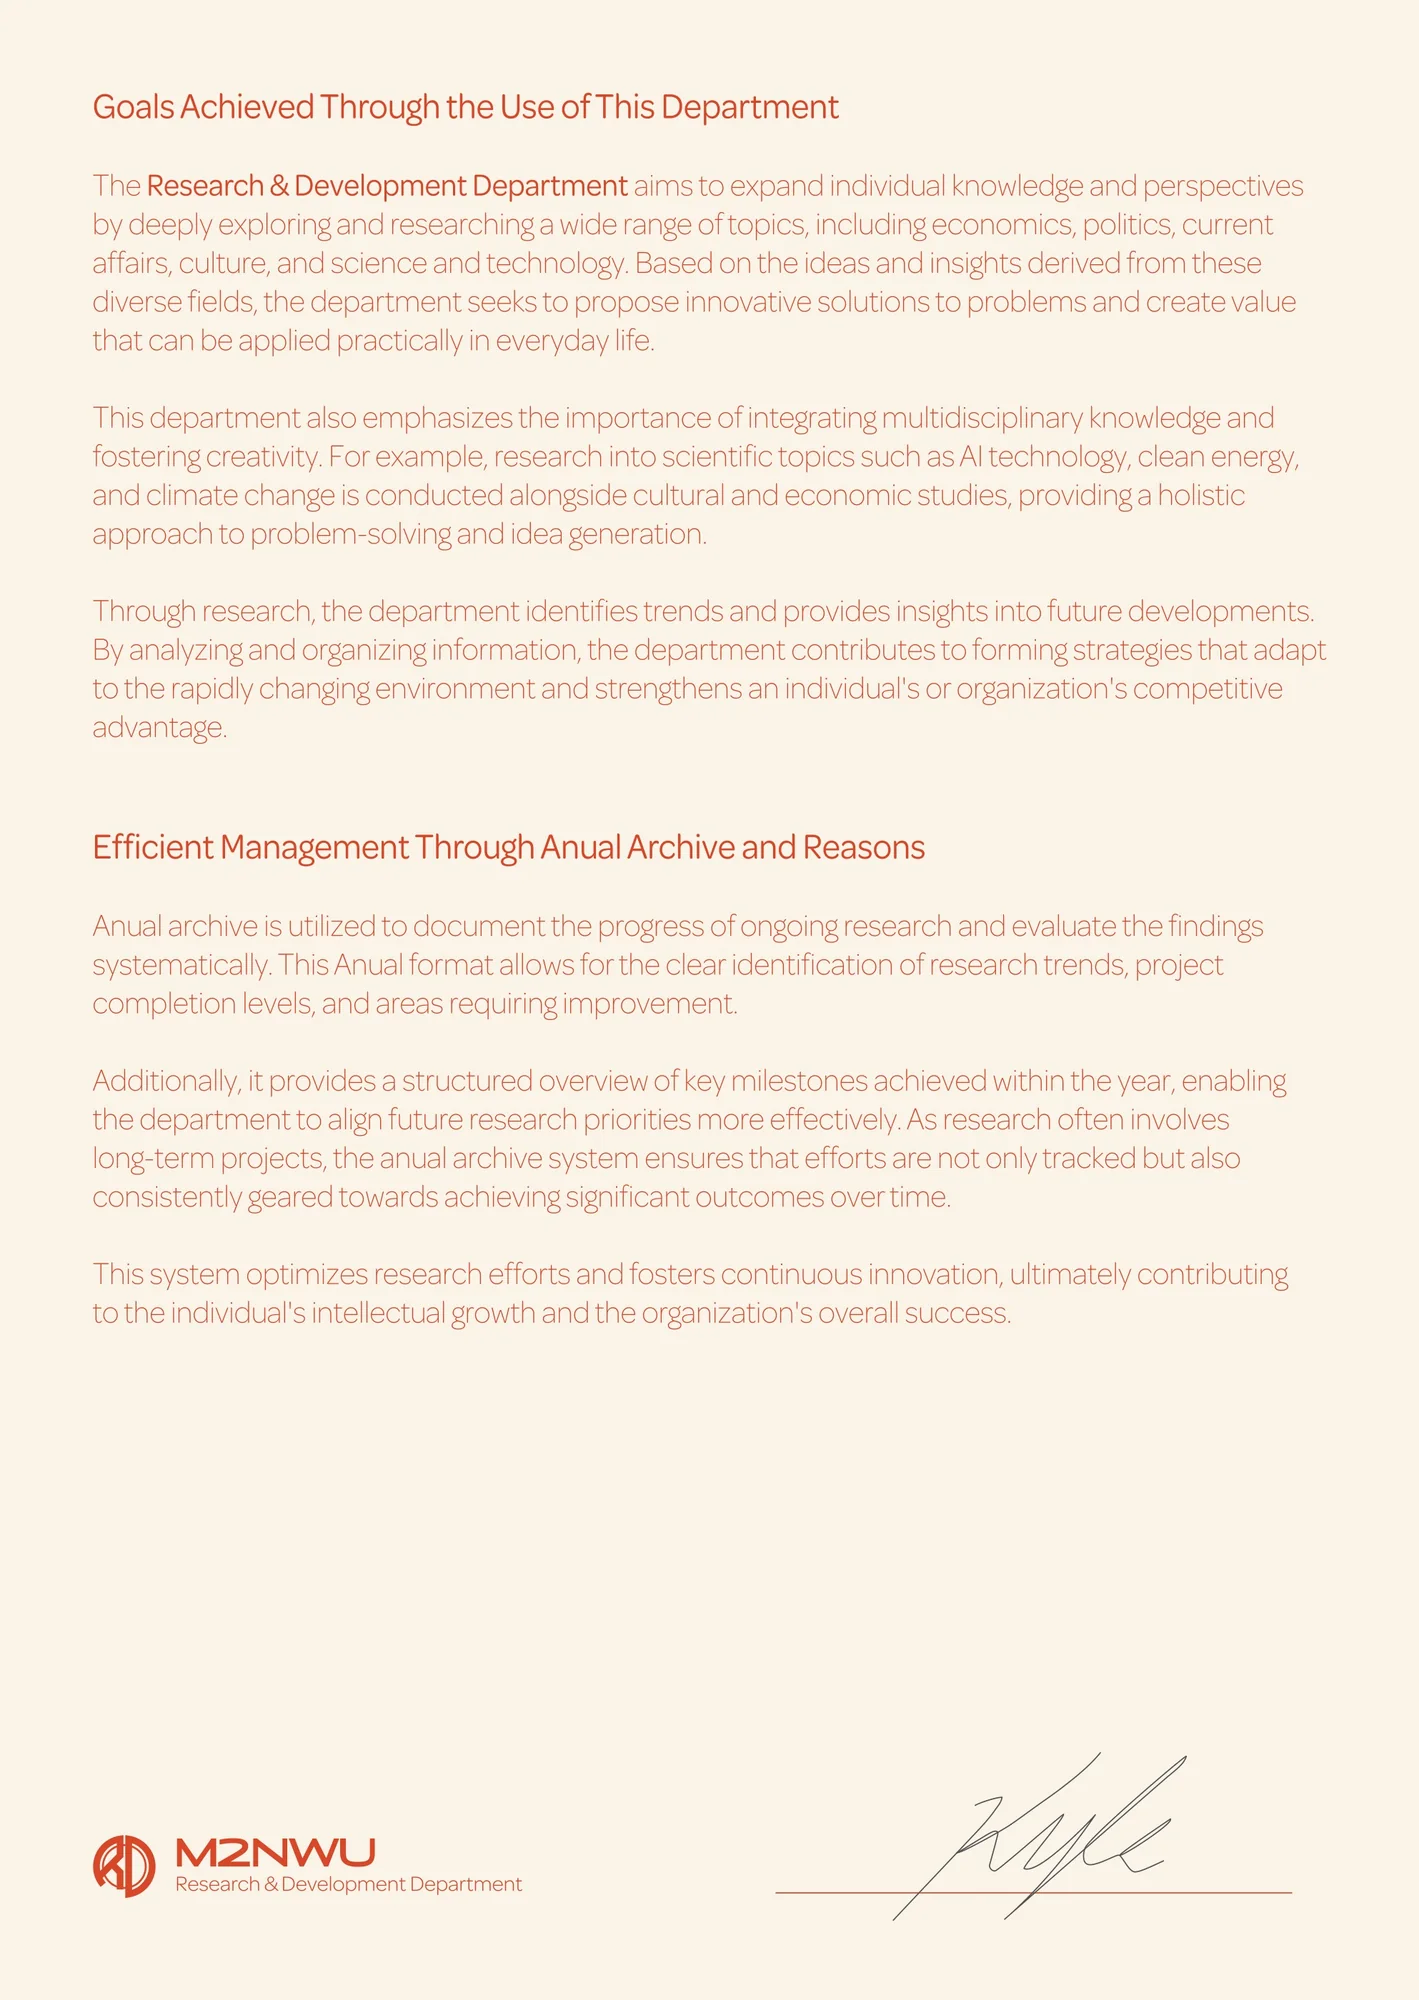 Goals Achieved Through the Use of This Department
The Research & Development Department aims to expand individual knowledge and perspectives
by deeply exploring and researching a wide range of topics, including economics, politics, current
affairs, culture, and science and technology. Based on the ideas and insights derived from these
diverse fields, the department seeks to propose innovative solutions to problems and create value
that can be applied practically in everyday life.
This department also emphasizes the importance of integrating multidisciplinary knowledge and
fostering creativity. For example, research into scientific topics such as AI technology, clean energy,
and climate change is conducted alongside cultural and economic studies, providing a holistic
approach to problem-solving and idea generation.
Through research, the department identifies trends and provides insights into future developments.
By analyzing and organizing information, the department contributes to forming strategies that adapt
to the rapidly changing environment and strengthens an individual's or organization's competitive
advantage.
Efficient Management Through Anual Archive and Reasons
Anual archive is utilized to document the progress of ongoing research and evaluate the findings
systematically. This Anual format allows for the clear identification of research trends, project
completion levels, and areas requiring improvement.
Additionally, it provides a structured overview of key milestones achieved within the year, enabling
the department to align future research priorities more effectively. As research often involves
long-term projects, the anual archive system ensures that efforts are not only tracked but also
consistently geared towards achieving significant outcomes over time.
This system optimizes research efforts and fosters continuous innovation, ultimately contributing
to the individual's intellectual growth and the organization's overall success.
M2NWU
Research & Development Department
Kyle